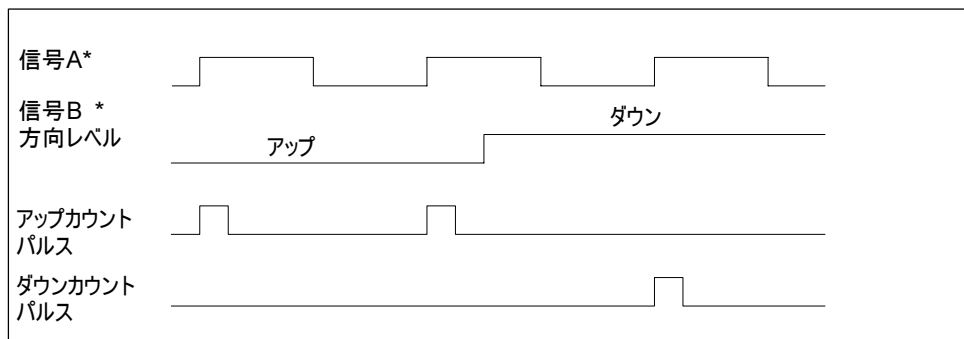 信号A*
信号B *
方向レベル
アップ
ダウン
アップカウント
パルス
ダウンカウント
パルス